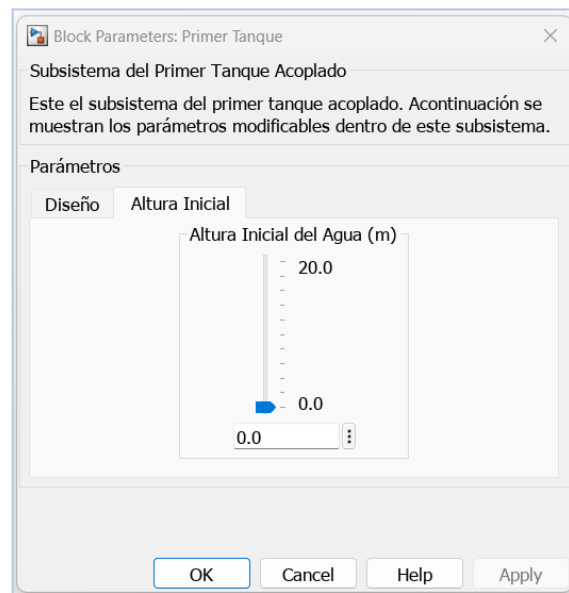 Block Parameters: Primer Tanque
Subsistema del Primer Tanque Acoplado
Este el subsistema del primer tanque acoplado. Acontinuación se
muestran los parámetros modificables dentro de este subsistema.
Parámetros
Diseño Altura Inicial
Altura Inicial del Agua (m)
20.0
0.0
0.0
OK Cancel Help Apply